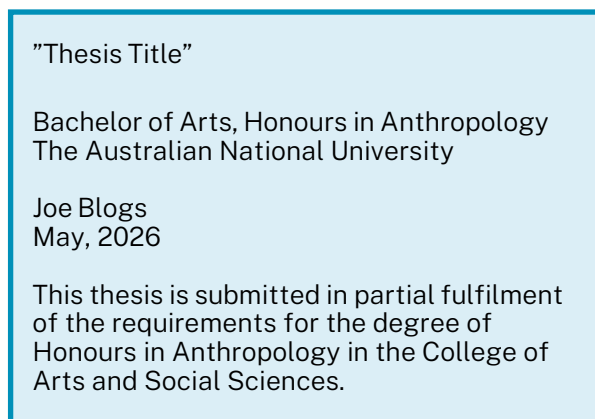 ”Thesis Title”
Bachelor of Arts, Honours in Anthropology
The Australian National University
Joe Blogs
May, 2026
This thesis is submitted in partial fulfilment
of the requirements for the degree of
Honours in Anthropology in the College of
Arts and Social Sciences.